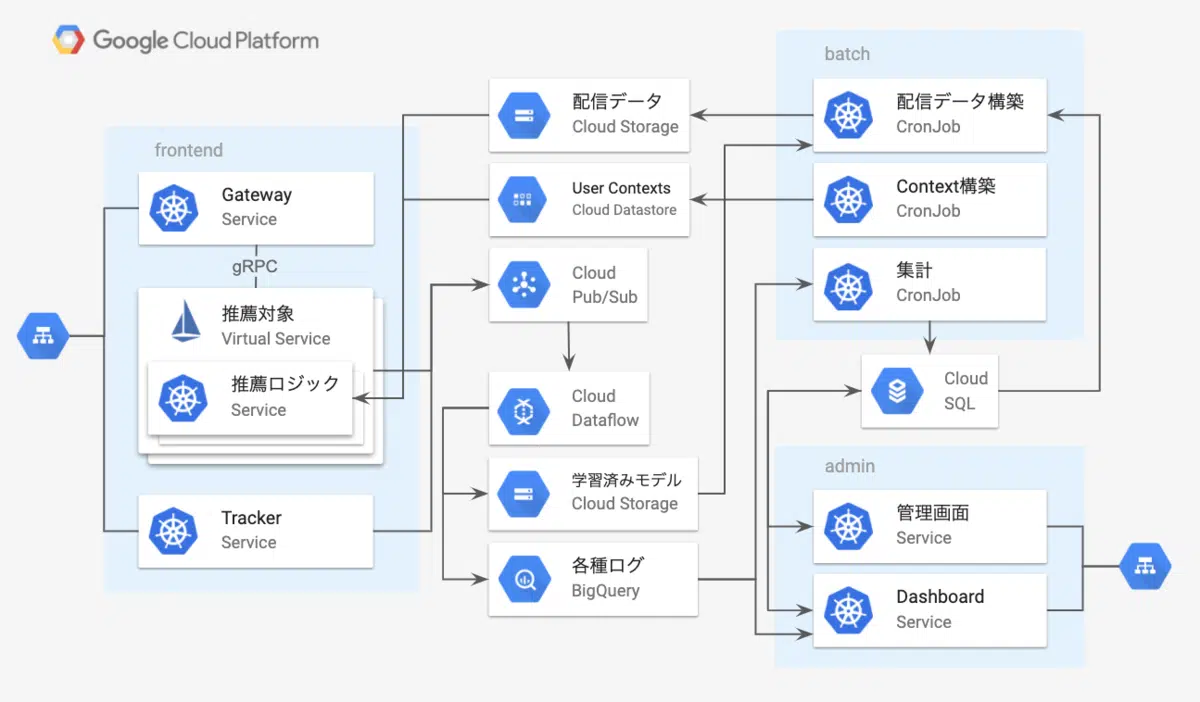 Google Cloud Platform
frontend
Gateway
Service
gRPC
推薦対象
Virtual Service
推薦ロジック
Service
Tracker
Service
配信データ
Cloud Storage
User Contexts
Cloud Datastore
Cloud
Pub/Sub
Cloud
Dataflow
学習済みモデル
Cloud Storage
各種ログ
BigQuery
batch
配信データ構築
CronJob
Context構築
CronJob
集計
CronJob
Cloud
SQL
admin
管理画面
Service
Dashboard
Service